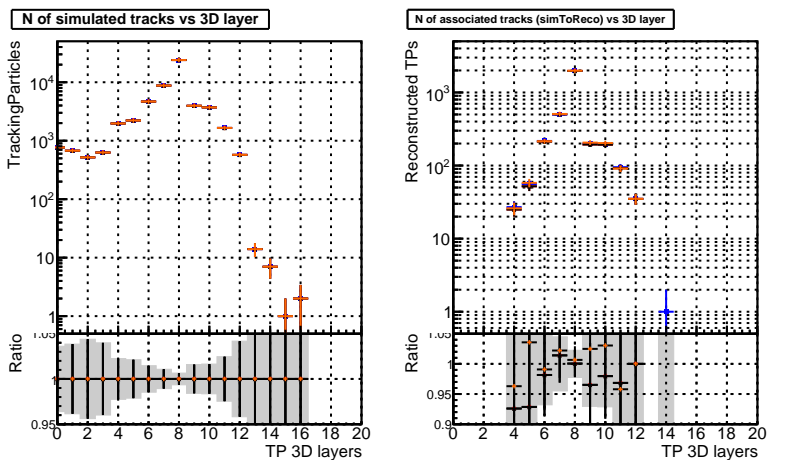 N of simulated tracks vs 3D layer
TrackingParticles
10^4
10^3
10^2
10
1
Ratio
1.05
1
0.95
0 2 4 6 8 10 12 14 16 18 20
TP 3D layers
N of associated tracks (simToReco) vs 3D layer
Reconstructed TPs
10^3
10^2
10
1
Ratio
1.05
1
0.95
0.9
0 2 4 6 8 10 12 14 16 18 20
TP 3D layers